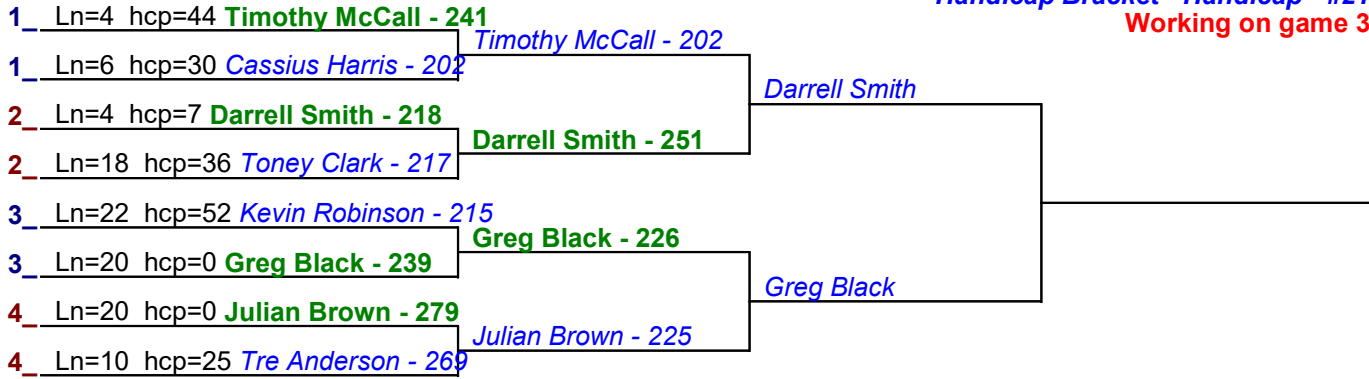 Handicap Bracket - Handicap - #21
Working on game 3
1_ Ln=4 hcp=44 Timothy McCall - 241
Timothy McCall - 202
1_ Ln=6 hcp=30 Cassius Harris - 202
Darrell Smith
2_ Ln=4 hcp=7 Darrell Smith - 218
Darrell Smith - 251
2_ Ln=18 hcp=36 Toney Clark - 217
3_ Ln=22 hcp=52 Kevin Robinson - 215
Greg Black - 226
3_ Ln=20 hcp=0 Greg Black - 239
Greg Black
4_ Ln=20 hcp=0 Julian Brown - 279
Julian Brown - 225
4_ Ln=10 hcp=25 Tre Anderson - 269